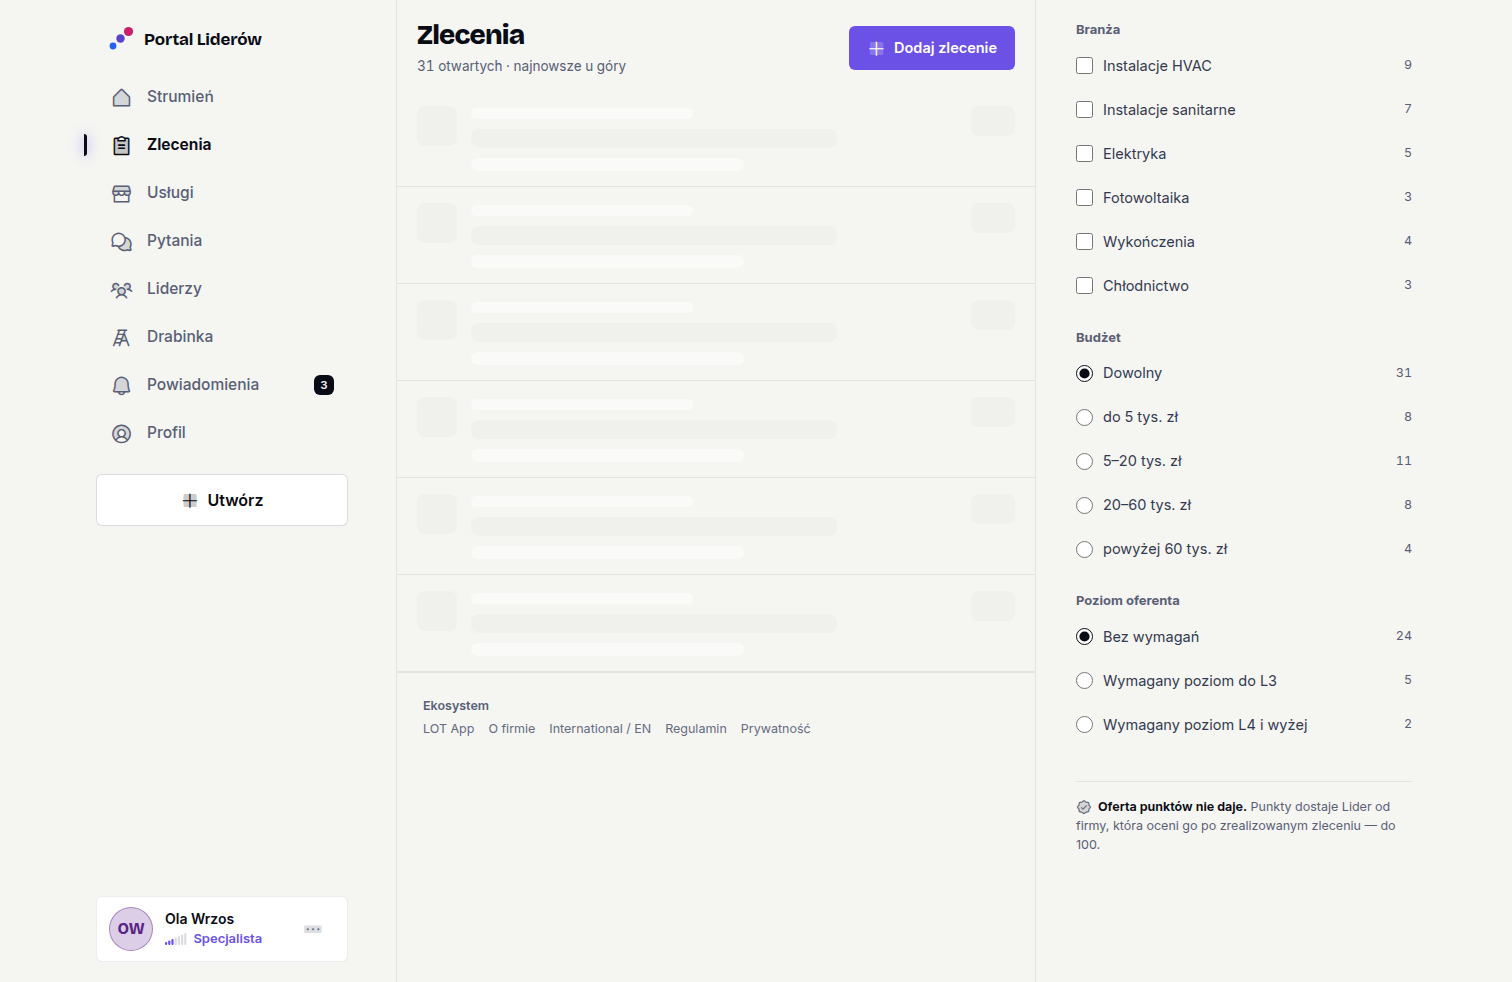 Portal Liderów
Strumień
Zlecenia
Usługi
Pytania
Liderzy
Drabinka
Powiadomienia 3
Profil
Utwórz
OW
Ola Wrzos
Specjalista
Zlecenia
31 otwartych · najnowsze u góry
Dodaj zlecenie
Ekosystem
LOT App O firmie International / EN Regulamin Prywatność
Branża
Instalacje HVAC 9
Instalacje sanitarne 7
Elektryka 5
Fotowoltaika 3
Wykończenia 4
Chłodnictwo 3
Budżet
Dowolny 31
do 5 tys. zł 8
5–20 tys. zł 11
20–60 tys. zł 8
powyżej 60 tys. zł 4
Poziom oferenta
Bez wymagań 24
Wymagany poziom do L3 5
Wymagany poziom L4 i wyżej 2
Oferta punktów nie daje. Punkty dostaje Lider od
firmy, która oceni go po zrealizowanym zleceniu — do
100.